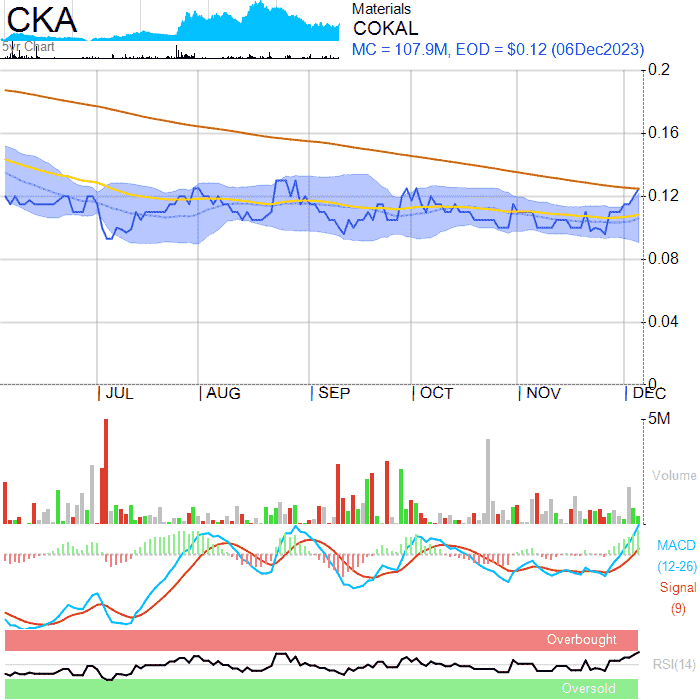 CKA
5yr Chart
Materials
COKAL
MC = 107.9M, EOD = $0.12 (06Dec2023)
0.2
0.16
0.12
0.08
0.04
0
JUL
AUG
SEP
OCT
NOV
DEC
5M
Volume
MACD
(12-26)
Signal
(9)
Overbought
RSI(14)
Oversold